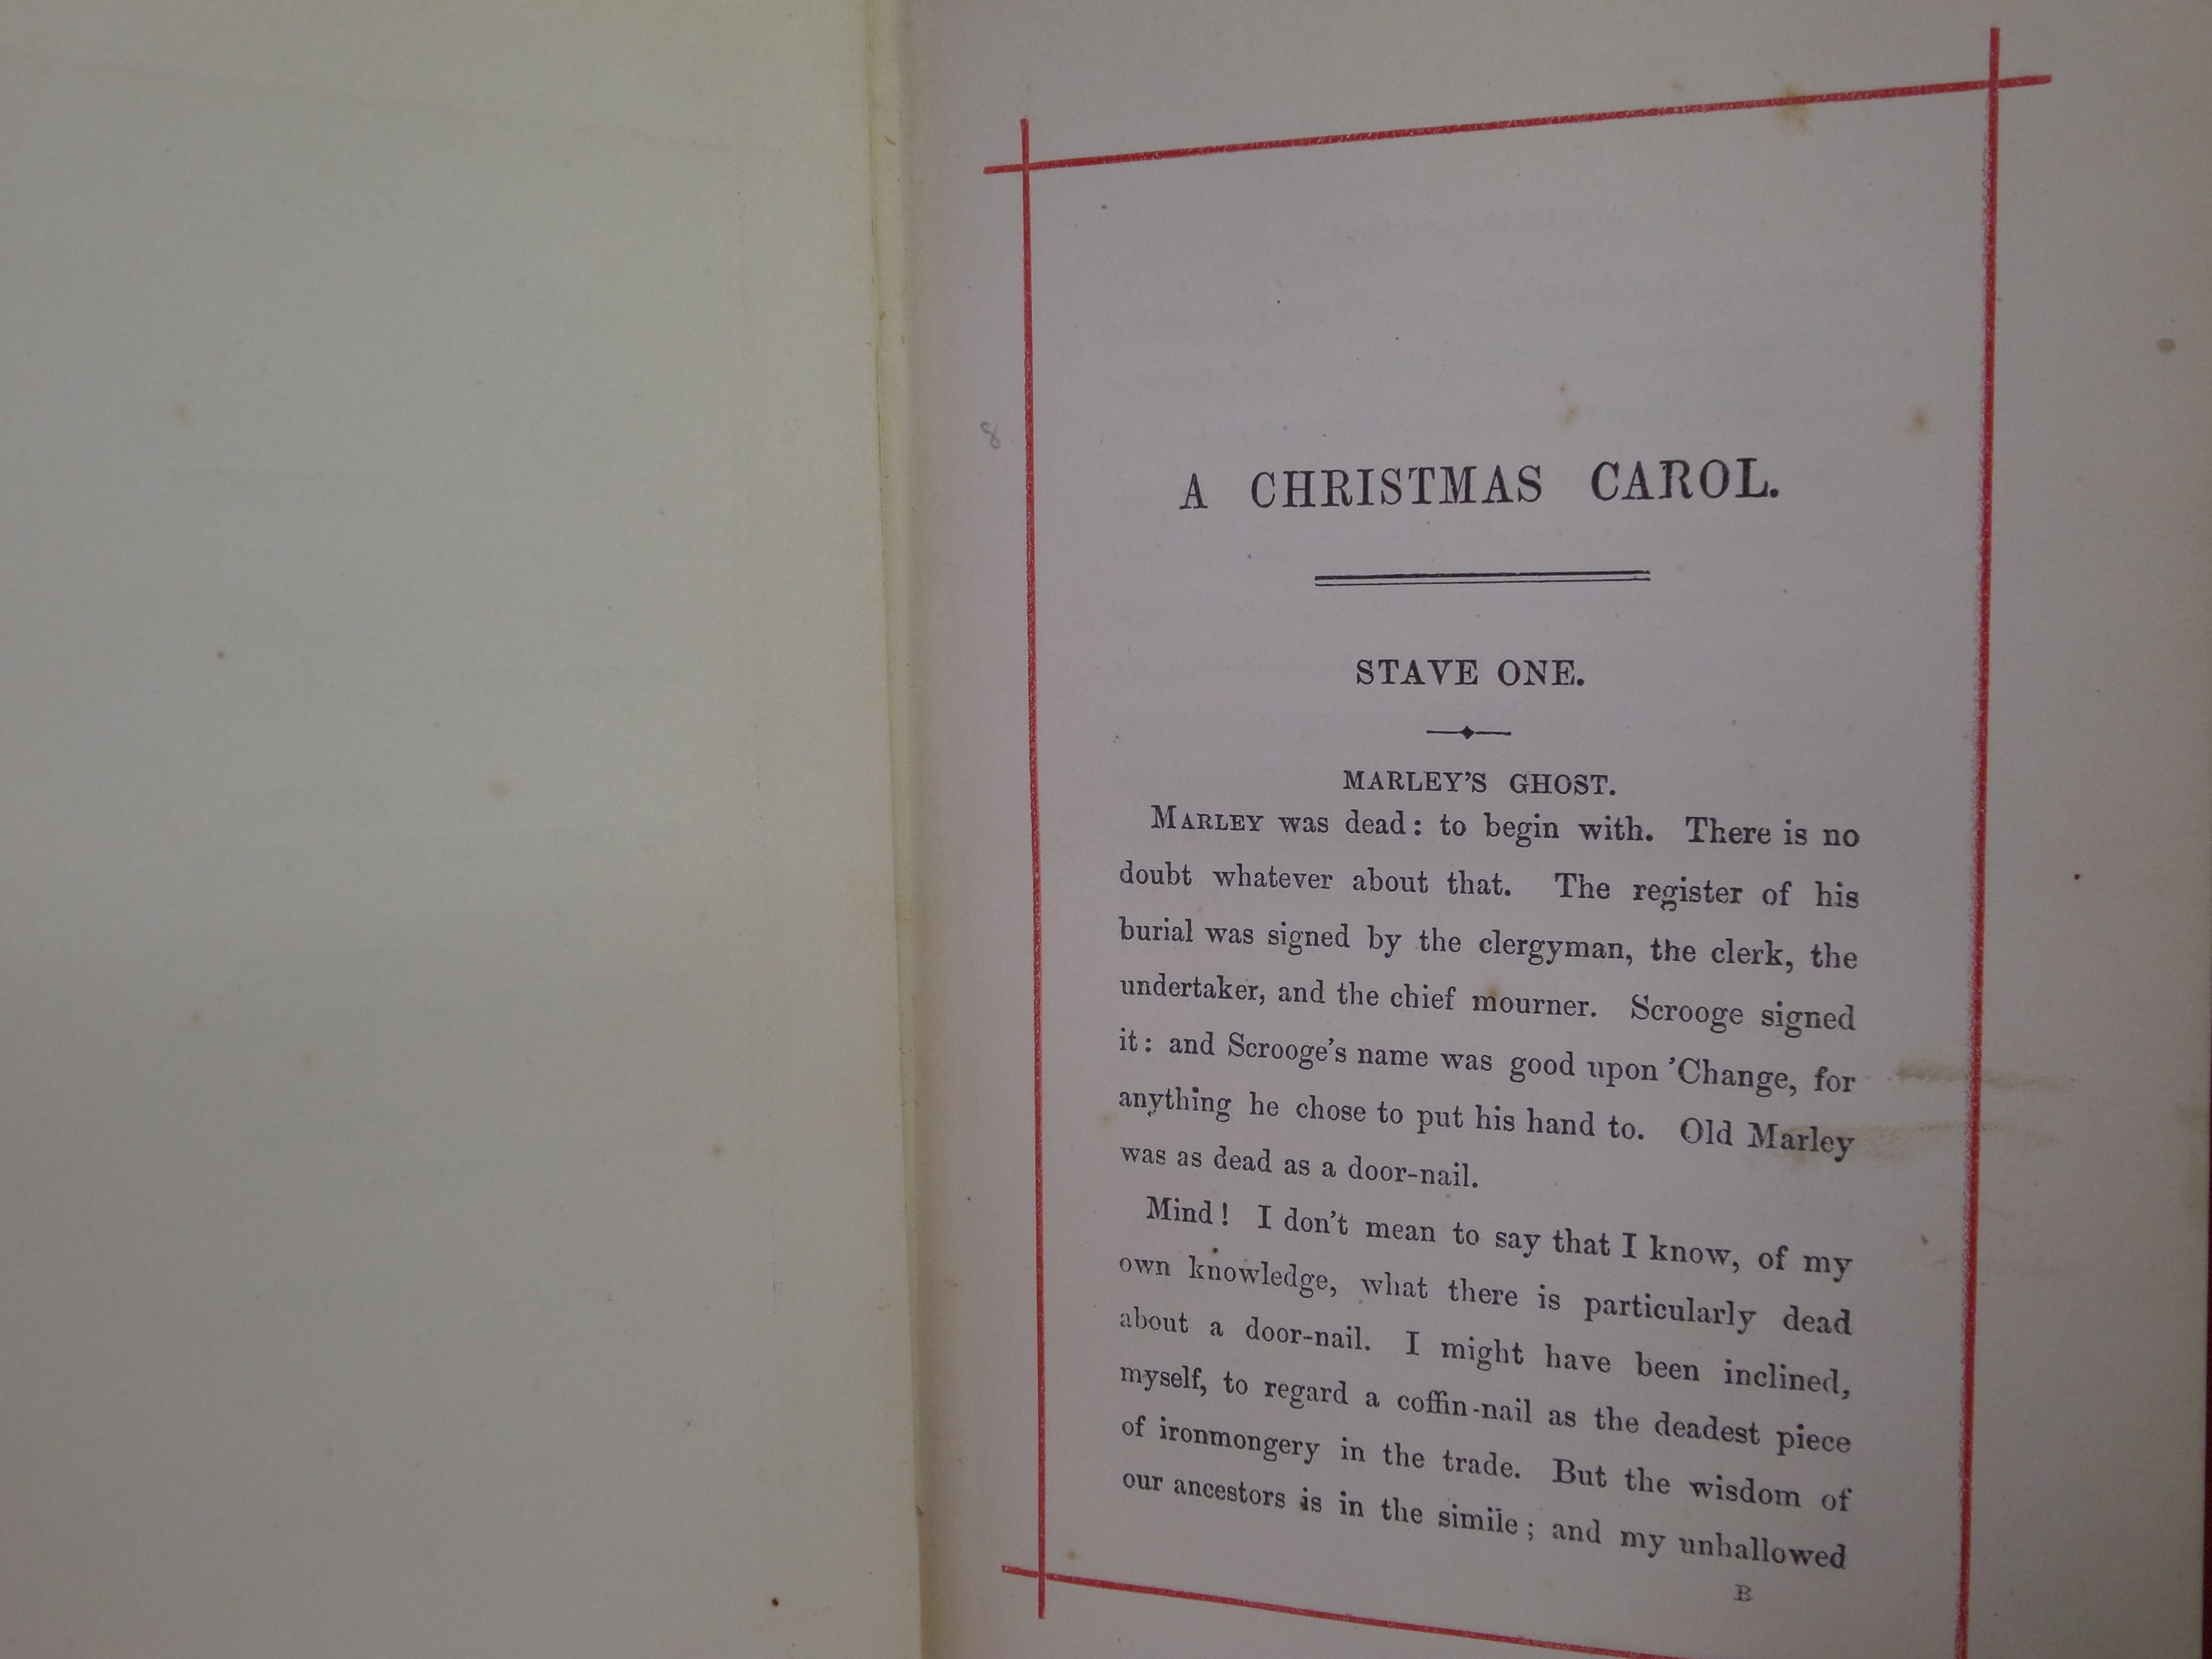 8
A CHRISTMAS CAROL.
STAVE ONE.
MARLEY'S GHOST.
MARLEY was dead: to begin with. There is no
doubt whatever about that. The register of his
burial was signed by the clergyman, the clerk, the
undertaker, and the chief mourner. Scrooge signed
it: and Scrooge's name was good upon 'Change, for
anything he chose to put his hand to. Old Marley
was as dead as a door-nail.
Mind! I don't mean to say that I know, of my
own knowledge, what there is particularly dead
about a door-nail. I might have been inclined,
myself, to regard a coffin-nail as the deadest piece
of ironmongery in the trade. But the wisdom of
our ancestors is in the simile; and my unhallowed
B